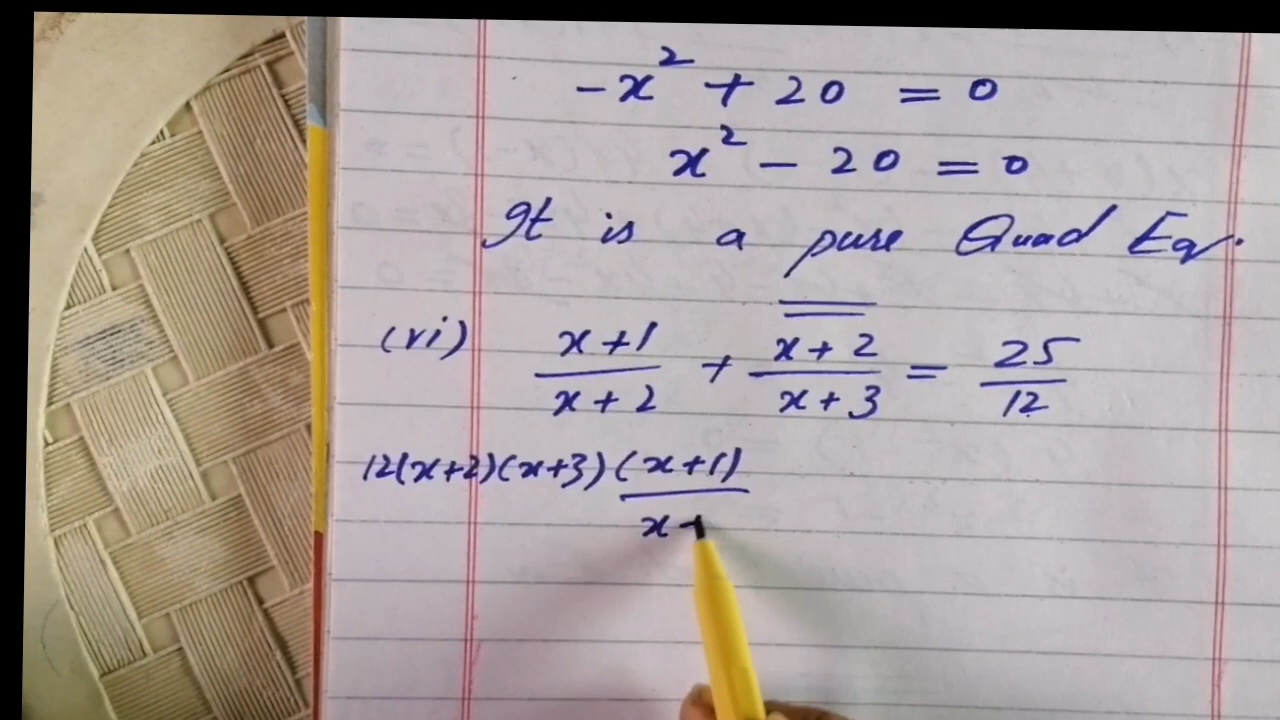 -x² + 20 = 0
x² - 20 = 0
It is a pure Quad Eq.
(vi) (x+1)/(x+2) + (x+2)/(x+3) = 25/12
12(x+2)(x+3) (x+1)/(x+